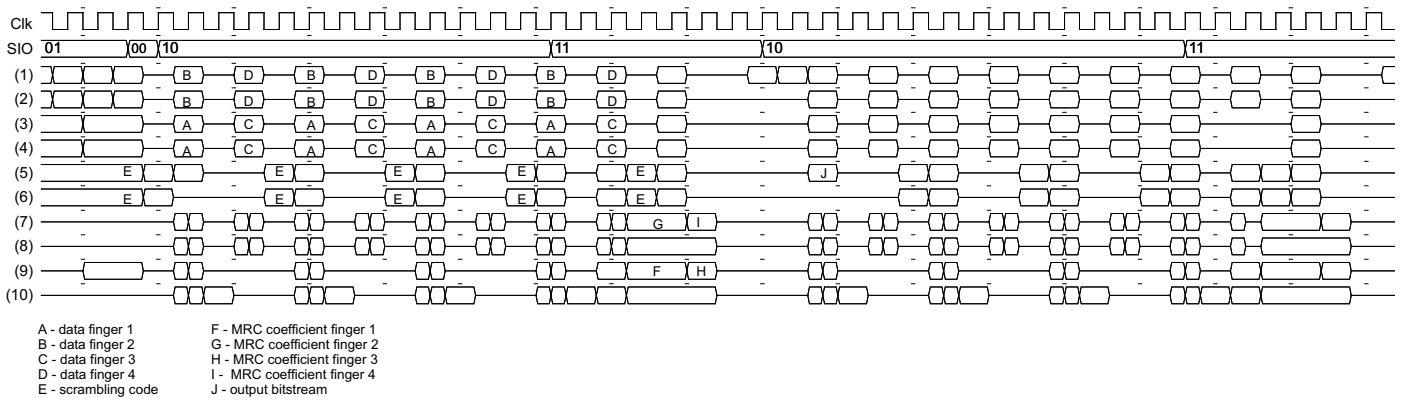 Clk
SIO 01 00 10 11 10 11
(1) B D B D B D B D
(2) B D B D B D B D
(3) A C A C A C A C
(4) A C A C A C A C
(5) E E E E E J
(6) E E E E E
(7) G I
(8)
(9) F H
(10)
A - data finger 1 F - MRC coefficient finger 1
B - data finger 2 G - MRC coefficient finger 2
C - data finger 3 H - MRC coefficient finger 3
D - data finger 4 I - MRC coefficient finger 4
E - scrambling code J - output bitstream